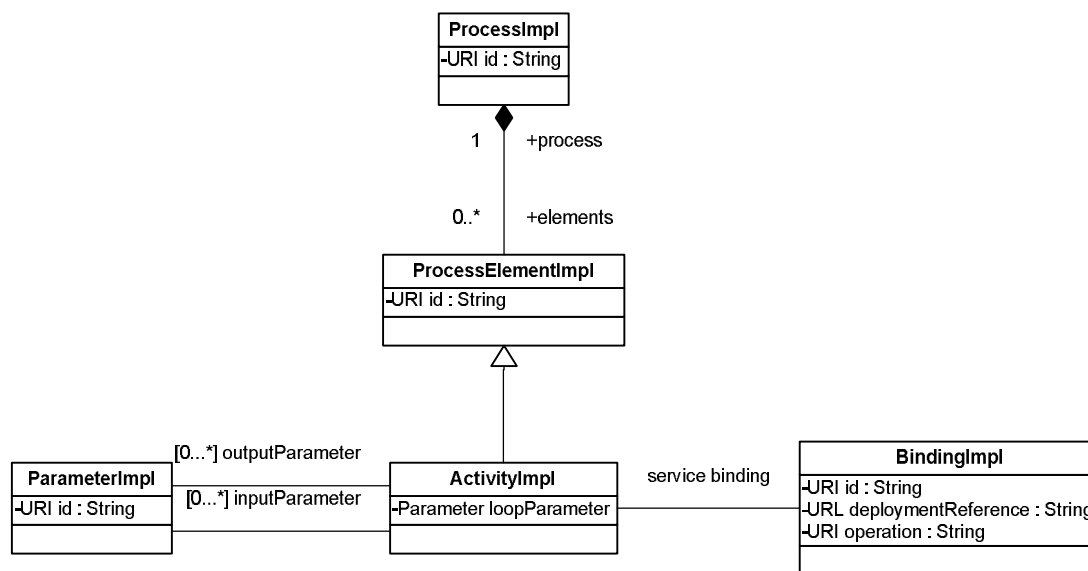 ProcessImpl
-URI id : String
1 +process
0..* +elements
ProcessElementImpl
-URI id : String
[0...*] outputParameter
ParameterImpl
-URI id : String
[0...*] inputParameter
ActivityImpl
-Parameter loopParameter
service binding
BindingImpl
-URI id : String
-URL deploymentReference : String
-URI operation : String